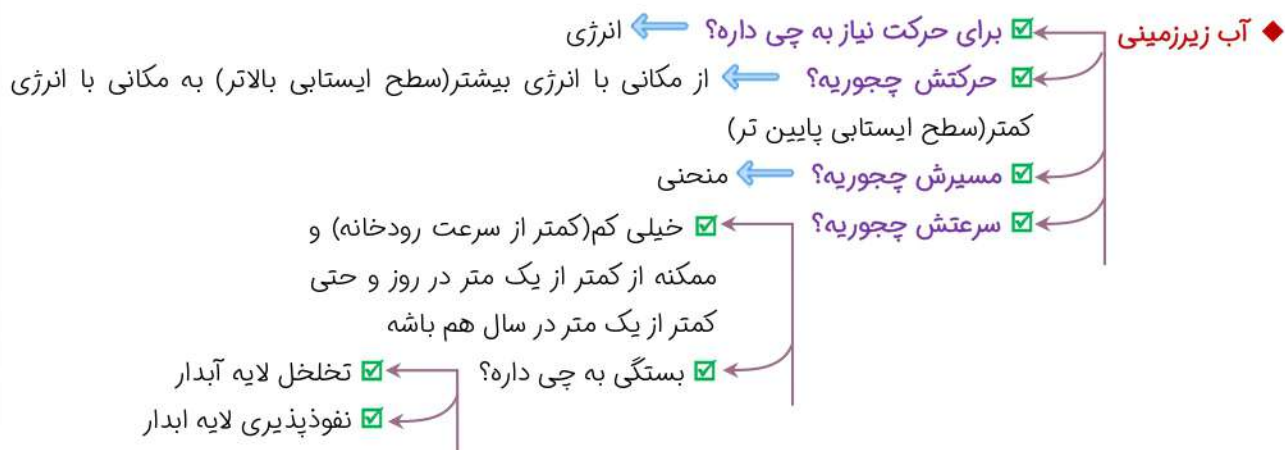 آب زیرزمینی
برای حرکت نیاز به چی داره؟ انرژی
حرکتش چجوریه؟ از مکانی با انرژی بیشتر(سطح ایستابی بالاتر) به مکانی با انرژی
کمتر(سطح ایستابی پایین تر)
مسیرش چجوریه؟ منحنی
سرعتش چجوریه؟
خیلی کم(کمتر از سرعت رودخانه) و
ممکنه از کمتر از یک متر در روز و حتی
کمتر از یک متر در سال هم باشه
بستگی به چی داره؟
تخلخل لایه آبدار
نفوذپذیری لایه ابدار